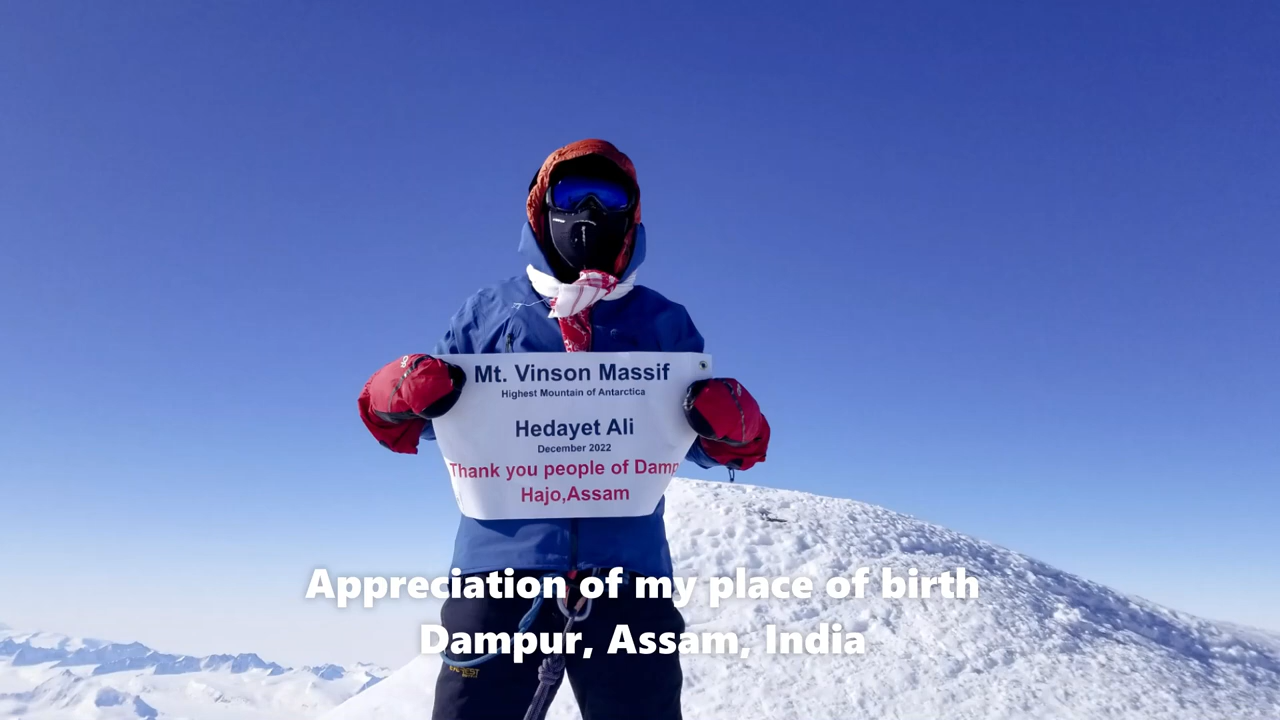 Mt. Vinson Massif
Highest Mountain of Antarctica
Hedayet Ali
December 2022
Thank you people of Damp
Hajo,Assam
Appreciation of my place of birth
Dampur, Assam, India